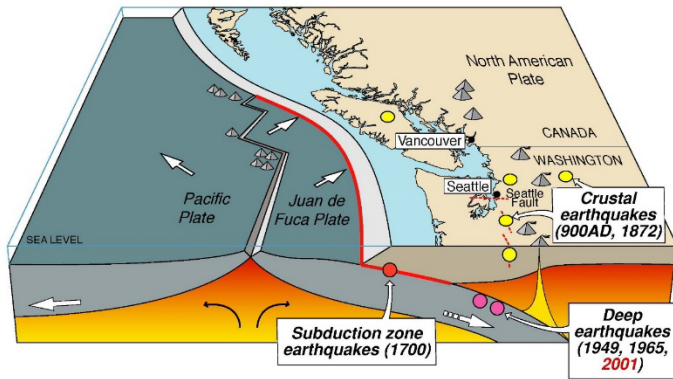 North American
Plate
Vancouver
CANADA
WASHINGTON
Seattle
Seattle
Fault
Pacific
Plate
Juan de
Fuca Plate
Crustal
earthquakes
(900AD, 1872)
SEA LEVEL
Subduction zone
earthquakes (1700)
Deep
earthquakes
(1949, 1965,
2001)